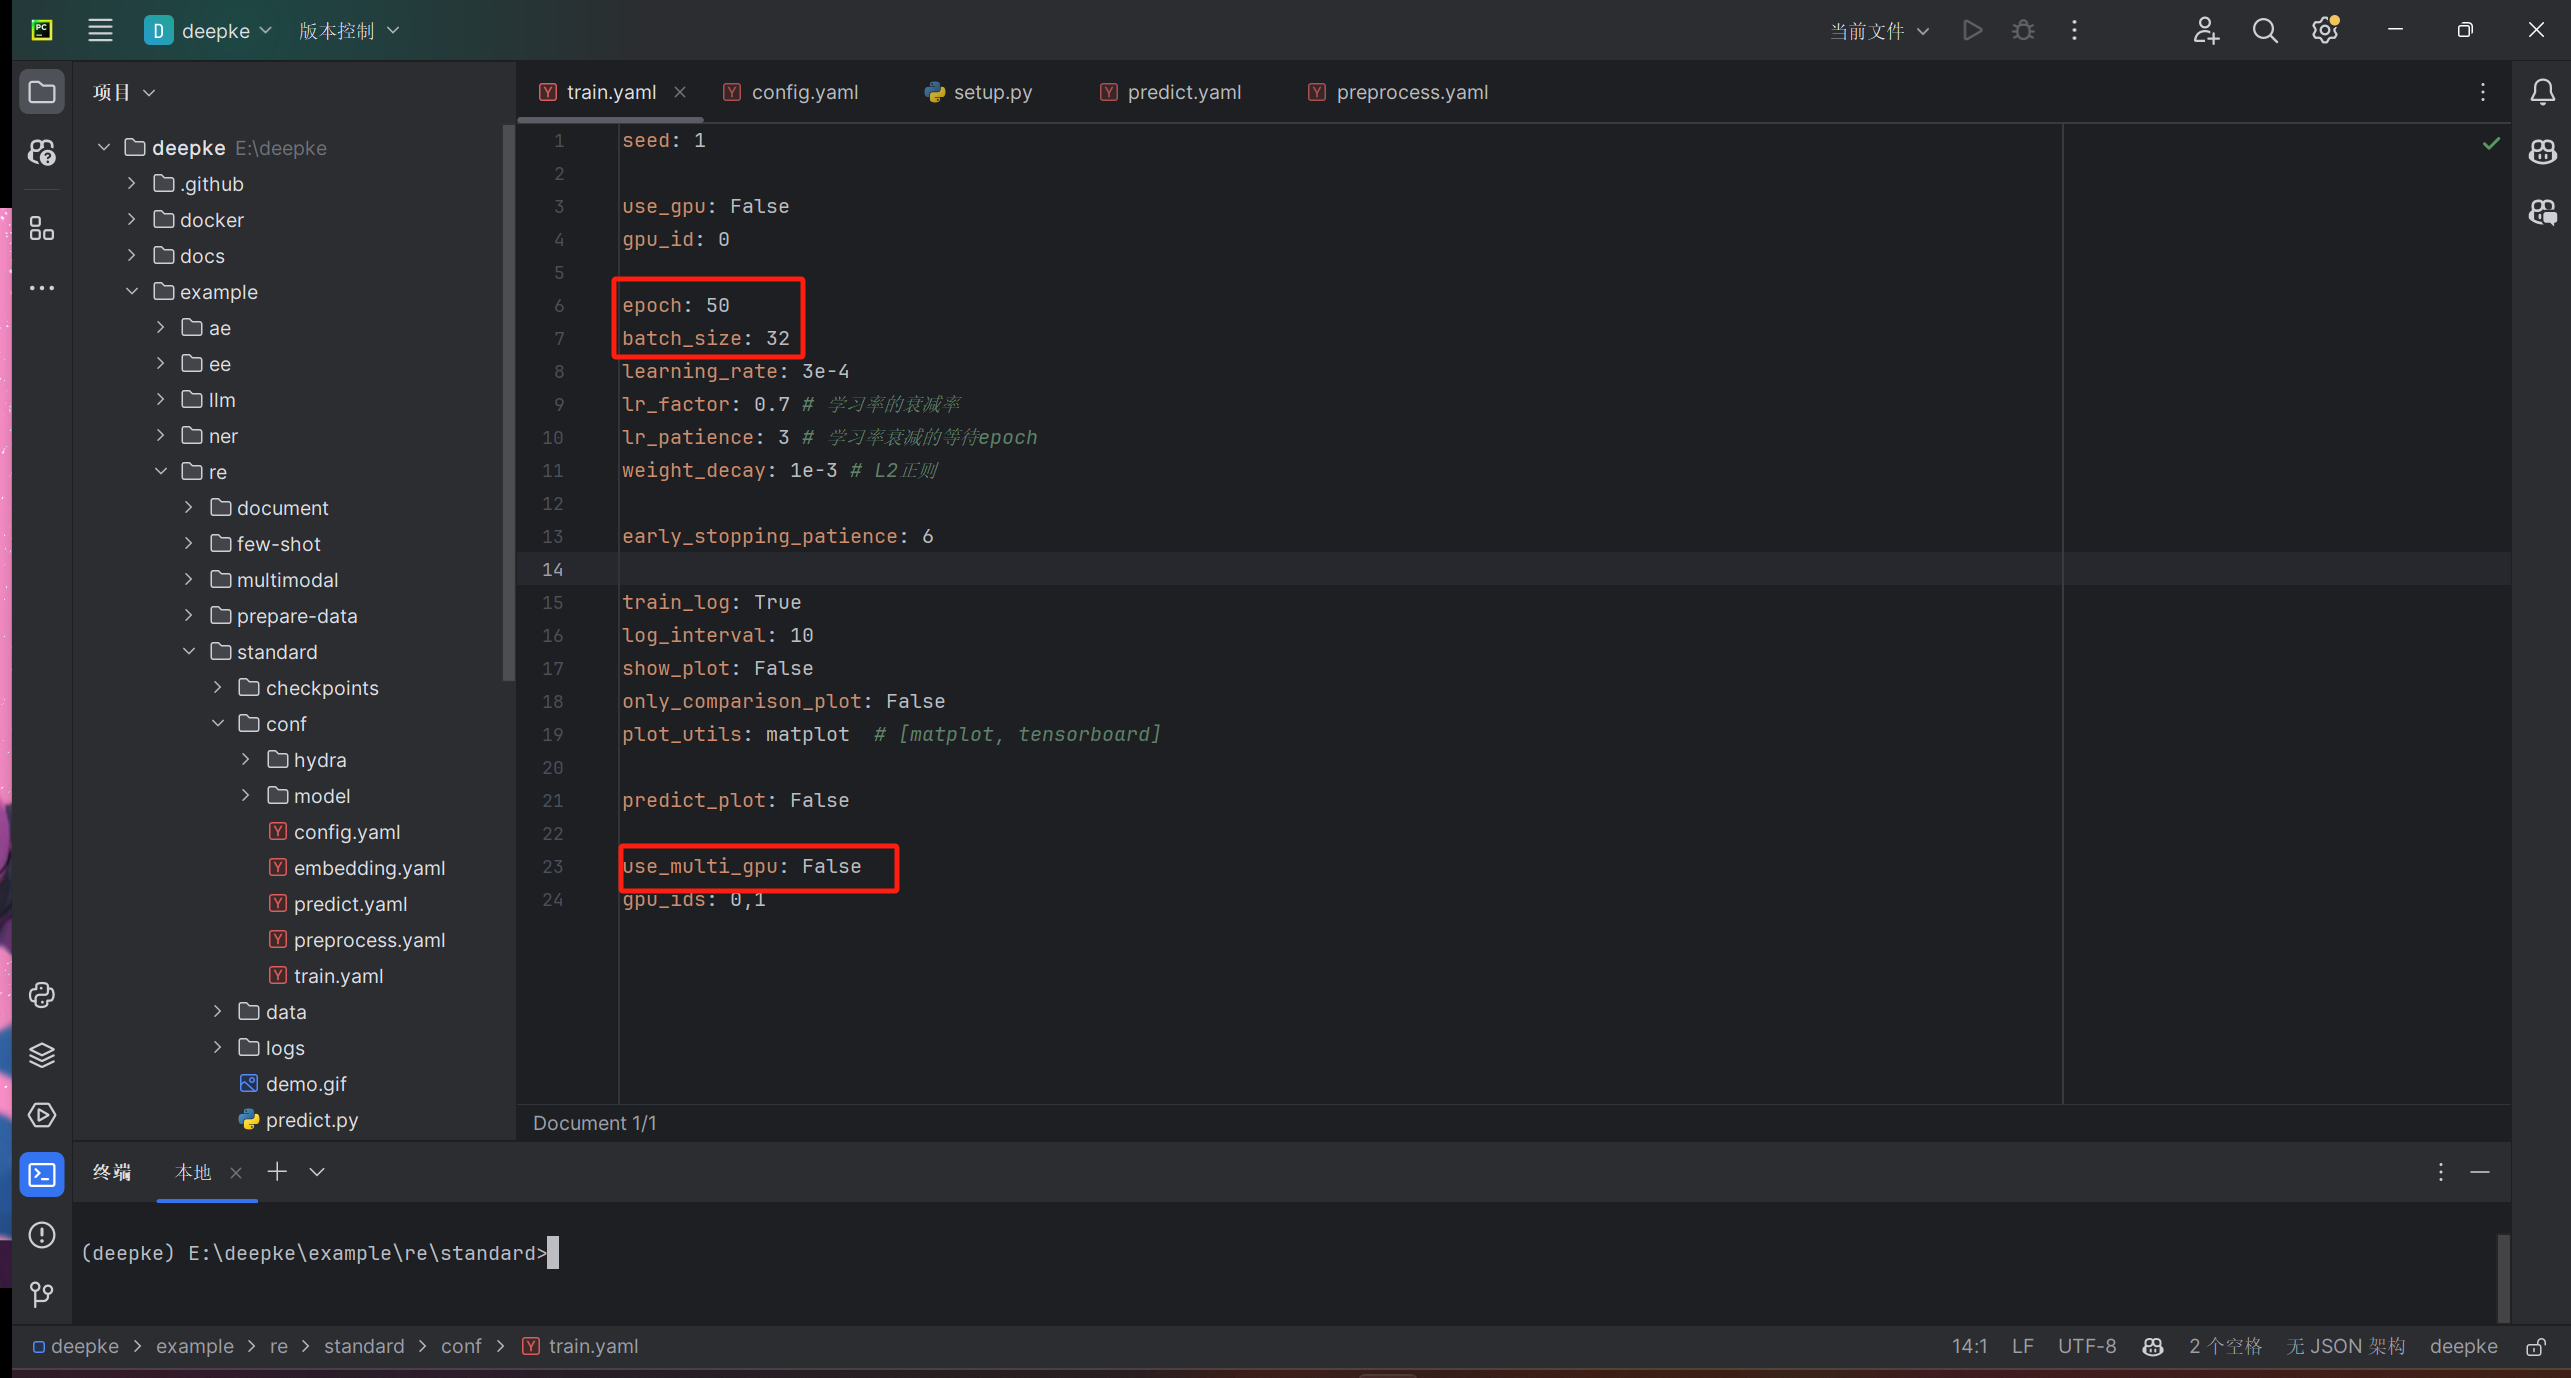 PC
D deepke 版本控制 当前文件
项目
deepke E:\deepke
.github
docker
docs
example
ae
ee
llm
ner
re
document
few-shot
multimodal
prepare-data
standard
checkpoints
conf
hydra
model
config.yaml
embedding.yaml
predict.yaml
preprocess.yaml
train.yaml
data
logs
demo.gif
predict.py
train.yaml config.yaml setup.py predict.yaml preprocess.yaml
1 seed: 1
2
3 use_gpu: False
4 gpu_id: 0
5
6 epoch: 50
7 batch_size: 32
8 learning_rate: 3e-4
9 lr_factor: 0.7 # 学习率的衰减率
10 lr_patience: 3 # 学习率衰减的等待epoch
11 weight_decay: 1e-3 # L2正则
12
13 early_stopping_patience: 6
14
15 train_log: True
16 log_interval: 10
17 show_plot: False
18 only_comparison_plot: False
19 plot_utils: matplot  # [matplot, tensorboard]
20
21 predict_plot: False
22
23 use_multi_gpu: False
24 gpu_ids: 0,1
Document 1/1
终端 本地
(deepke) E:\deepke\example\re\standard>
deepke > example > re > standard > conf > train.yaml 14:1 LF UTF-8 2 个空格 无 JSON 架构 deepke